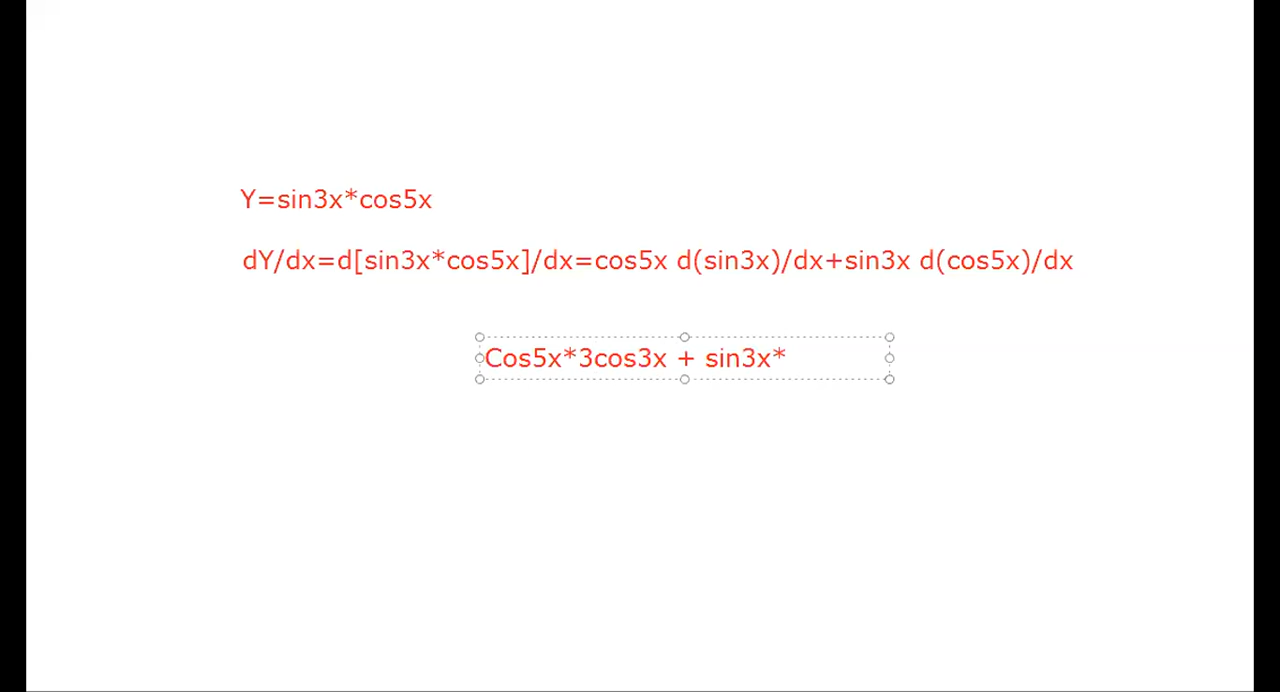 Y=sin3x*cos5x
dY/dx=d[sin3x*cos5x]/dx=cos5x d(sin3x)/dx+sin3x d(cos5x)/dx
Cos5x*3cos3x + sin3x*